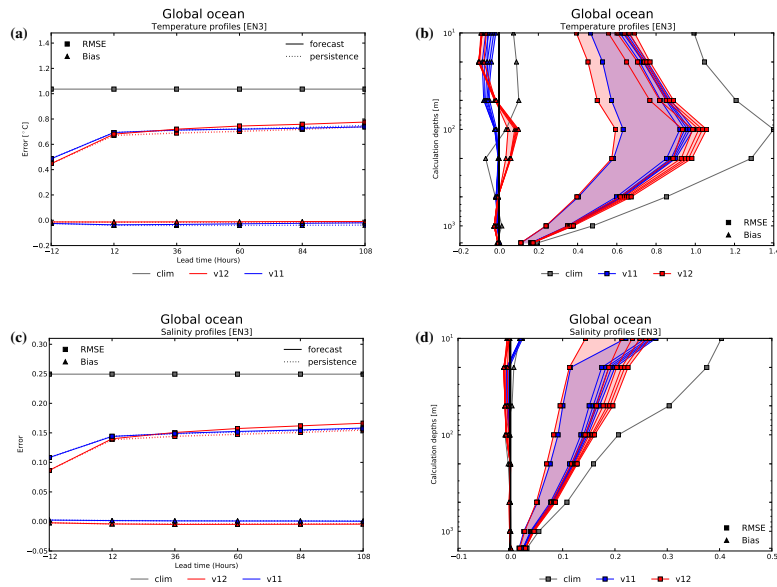 Global ocean
Temperature profiles [EN3]
(a)
RMSE
Bias
forecast
persistence
Error [ °C]
1.4
1.2
1.0
0.8
0.6
0.4
0.2
0.0
−0.2
−12 12 36 60 84 108
Lead time (Hours)
clim v12 v11
Global ocean
Temperature profiles [EN3]
(b)
Calculation depths [m]
10¹
10²
10³
RMSE
Bias
−0.2 0.0 0.2 0.4 0.6 0.8 1.0 1.2 1.4
clim v11 v12
Global ocean
Salinity profiles [EN3]
(c)
RMSE
Bias
forecast
persistence
Error
0.30
0.25
0.20
0.15
0.10
0.05
0.00
−0.05
−12 12 36 60 84 108
Lead time (Hours)
clim v12 v11
Global ocean
Salinity profiles [EN3]
(d)
Calculation depths [m]
10¹
10²
10³
RMSE
Bias
−0.1 0.0 0.1 0.2 0.3 0.4 0.5
clim v11 v12